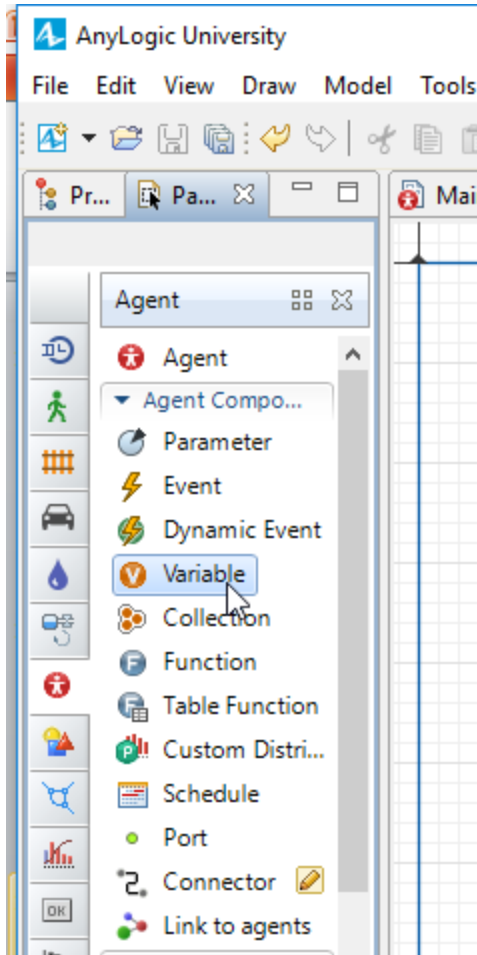 AnyLogic University
File Edit View Draw Model Tools
Pr... Pa... Mai
Agent
Agent
Agent Compo...
Parameter
Event
Dynamic Event
V Variable
Collection
F Function
F Table Function
Custom Distri...
Schedule
Port
Connector
OK
Link to agents